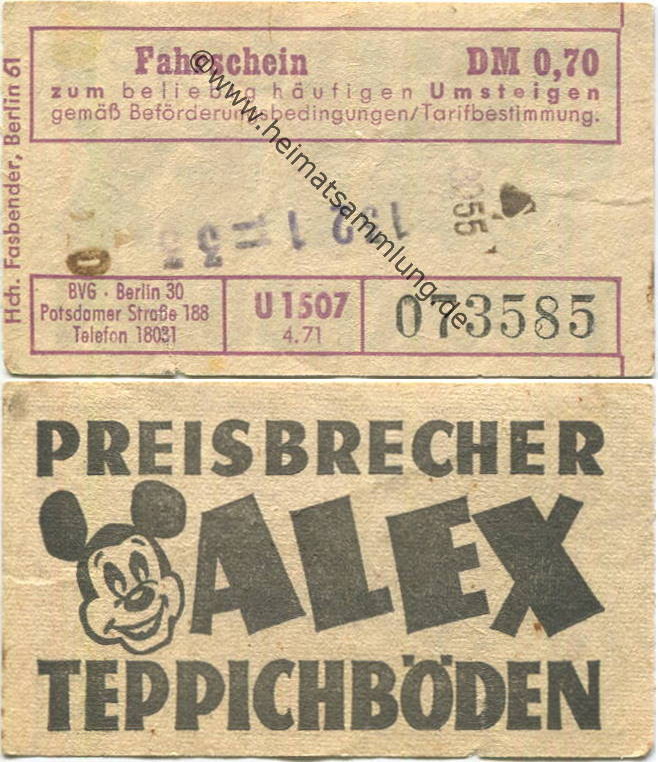 Fahrschein DM 0,70
zum beliebig häufigen Umsteigen
gemäß Beförderungsbedingungen/Tarifbestimmung.
Hch. Fasbender, Berlin 61
©www.heimatsammlung.de
BVG · Berlin 30
Potsdamer Straße 188
Telefon 18031
U 1507
4.71
073585
PREISBRECHER
ALEX
TEPPICHBÖDEN